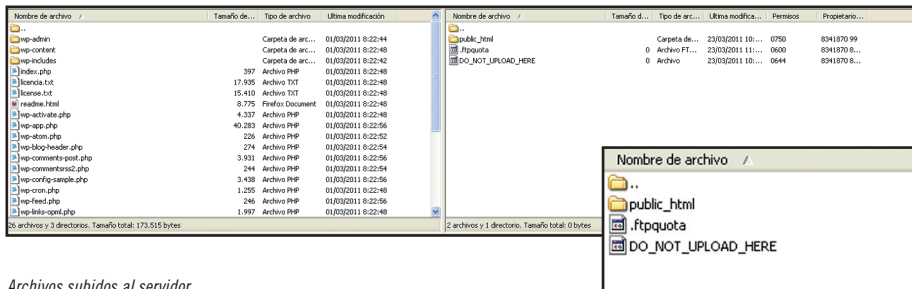 Nombre de archivo Tamaño de... Tipo de archivo Última modificación
..
wp-admin Carpeta de arc... 01/03/2011 8:22:44
wp-content Carpeta de arc... 01/03/2011 8:22:48
wp-includes Carpeta de arc... 01/03/2011 8:22:42
index.php 397 Archivo PHP 01/03/2011 8:22:48
licencia.txt 17.935 Archivo TXT 01/03/2011 8:22:48
license.txt 15.410 Archivo TXT 01/03/2011 8:22:48
readme.html 8.775 Firefox Document 01/03/2011 8:22:48
wp-activate.php 4.337 Archivo PHP 01/03/2011 8:22:48
wp-app.php 40.283 Archivo PHP 01/03/2011 8:22:56
wp-atom.php 226 Archivo PHP 01/03/2011 8:22:52
wp-blog-header.php 274 Archivo PHP 01/03/2011 8:22:54
wp-comments-post.php 3.931 Archivo PHP 01/03/2011 8:22:56
wp-commentsrss2.php 244 Archivo PHP 01/03/2011 8:22:54
wp-config-sample.php 3.438 Archivo PHP 01/03/2011 8:22:56
wp-cron.php 1.255 Archivo PHP 01/03/2011 8:22:48
wp-feed.php 246 Archivo PHP 01/03/2011 8:22:56
wp-links-opml.php 1.997 Archivo PHP 01/03/2011 8:22:48
26 archivos y 3 directorios. Tamaño total: 173.515 bytes
Nombre de archivo Tamaño d... Tipo de arc... Última modifica... Permisos Propietario...
..
public_html Carpeta de... 23/03/2011 10:... 0750 8341870 99
.ftpquota 0 Archivo FT... 23/03/2011 11:... 0600 8341870 8...
DO_NOT_UPLOAD_HERE 0 Archivo 23/03/2011 10:... 0644 8341870 8...
2 archivos y 1 directorio. Tamaño total: 0 bytes
Nombre de archivo
..
public_html
.ftpquota
DO_NOT_UPLOAD_HERE
Archivos subidos al servidor